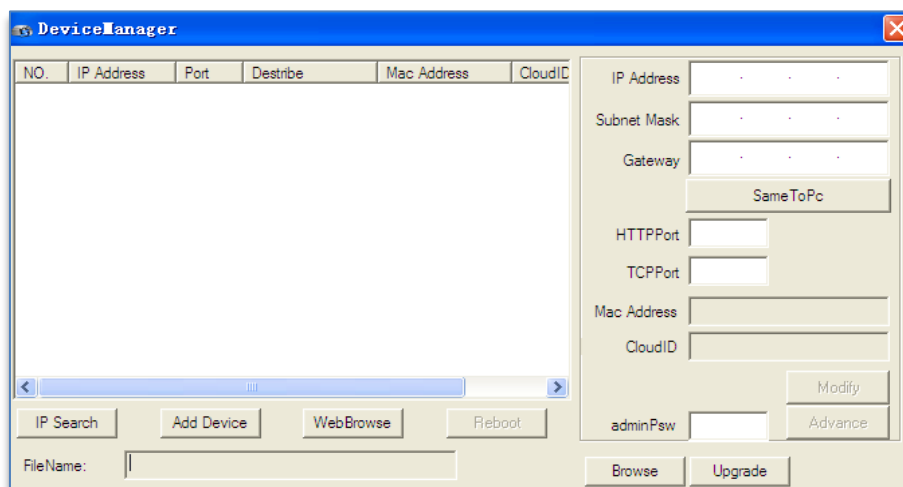 DeviceManager
NO. IP Address Port Destribe Mac Address CloudID
IP Address . . .
Subnet Mask . . .
Gateway . . .
SameToPc
HTTPPort
TCPPort
Mac Address
CloudID
Modify
IP Search Add Device WebBrowse Reboot
adminPsw Advance
FileName:
Browse Upgrade